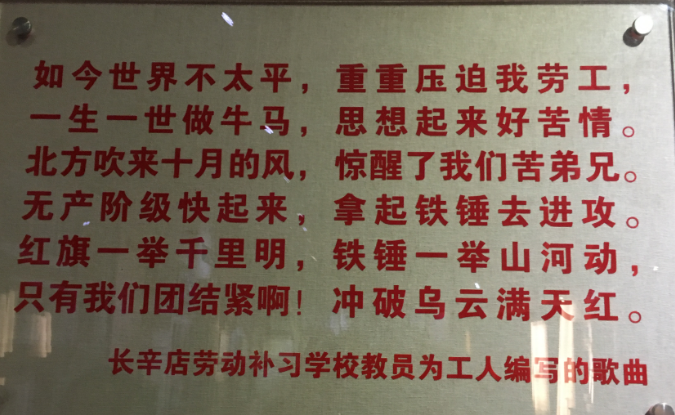 如今世界不太平，重重压迫我劳工，
一生一世做牛马，思想起来好苦情。
北方吹来十月的风，惊醒了我们苦弟兄。
无产阶级快起来，拿起铁锤去进攻。
红旗一举千里明，铁锤一举山河动，
只有我们团结紧啊！冲破乌云满天红。
长辛店劳动补习学校教员为工人编写的歌曲